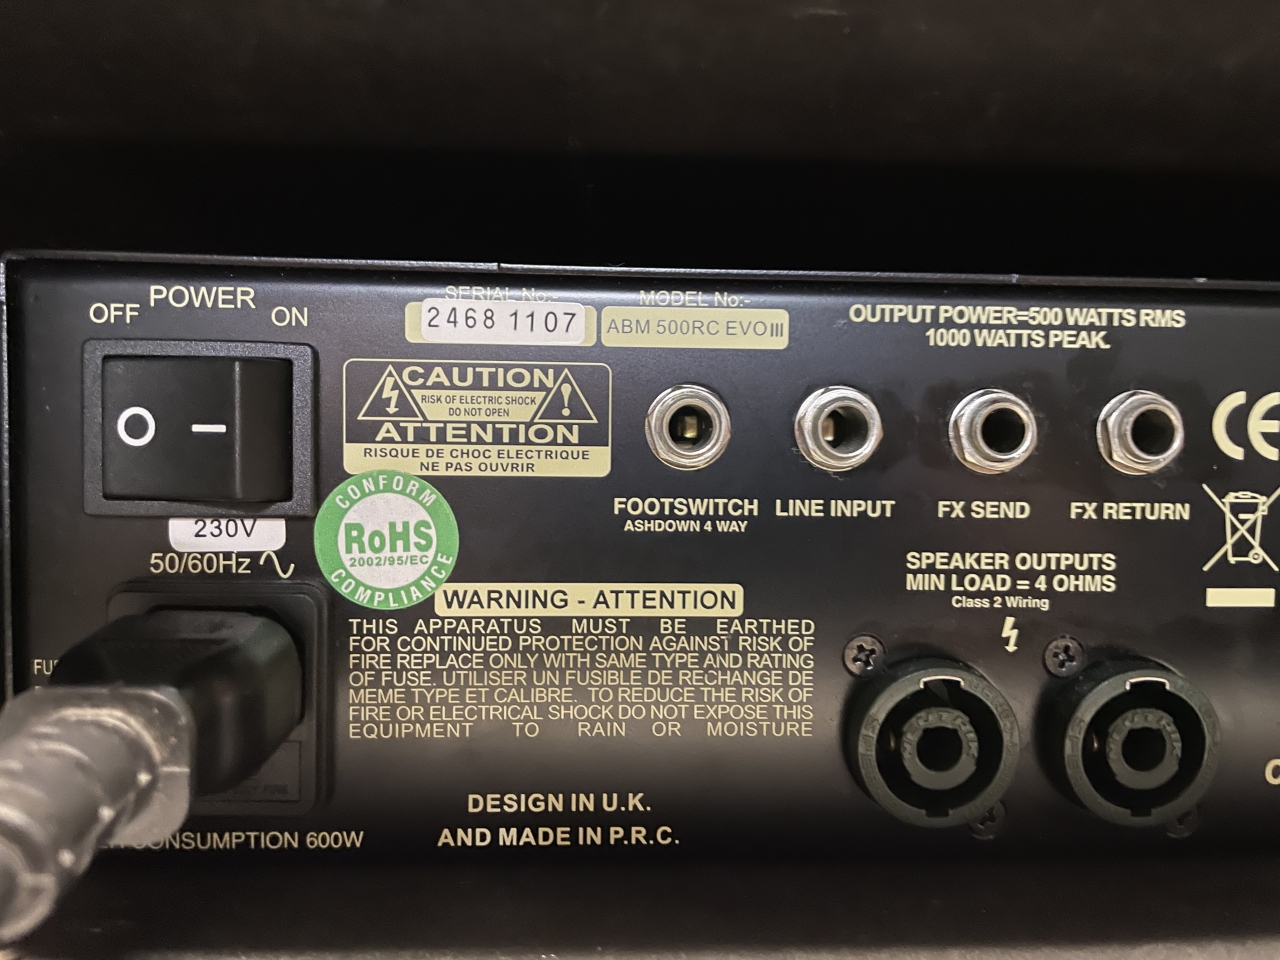 POWER
OFF
ON
SERIAL No:-
2468 1107
MODEL No:-
ABM 500RC EVO III
OUTPUT POWER=500 WATTS RMS
1000 WATTS PEAK.
CAUTION
RISK OF ELECTRIC SHOCK
DO NOT OPEN
ATTENTION
RISQUE DE CHOC ELECTRIQUE
NE PAS OUVRIR
FOOTSWITCH
ASHDOWN 4 WAY
LINE INPUT
FX SEND
FX RETURN
CE
230V
50/60Hz
CONFORM
RoHS
2002/95/EC
COMPLIANCE
SPEAKER OUTPUTS
MIN LOAD = 4 OHMS
Class 2 Wiring
WARNING - ATTENTION
THIS APPARATUS MUST BE EARTHED
FOR CONTINUED PROTECTION AGAINST RISK OF
FIRE REPLACE ONLY WITH SAME TYPE AND RATING
OF FUSE. UTILISER UN FUSIBLE DE RECHANGE DE
MEME TYPE ET CALIBRE. TO REDUCE THE RISK OF
FIRE OR ELECTRICAL SHOCK DO NOT EXPOSE THIS
EQUIPMENT TO RAIN OR MOISTURE
DESIGN IN U.K.
AND MADE IN P.R.C.
CONSUMPTION 600W